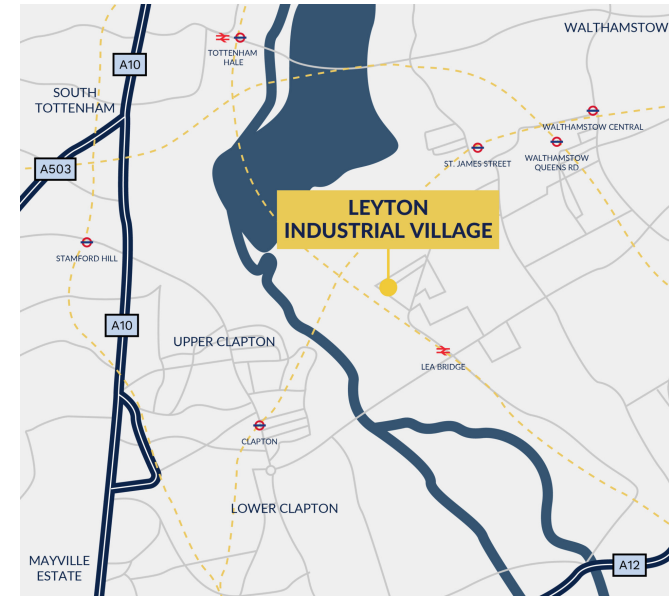 WALTHAMSTOW
TOTTENHAM
HALE
A10
SOUTH
TOTTENHAM
WALTHAMSTOW CENTRAL
ST. JAMES STREET
WALTHAMSTOW
QUEENS RD
A503
LEYTON
INDUSTRIAL VILLAGE
STAMFORD HILL
A10
UPPER CLAPTON
LEA BRIDGE
CLAPTON
LOWER CLAPTON
MAYVILLE
ESTATE
A12